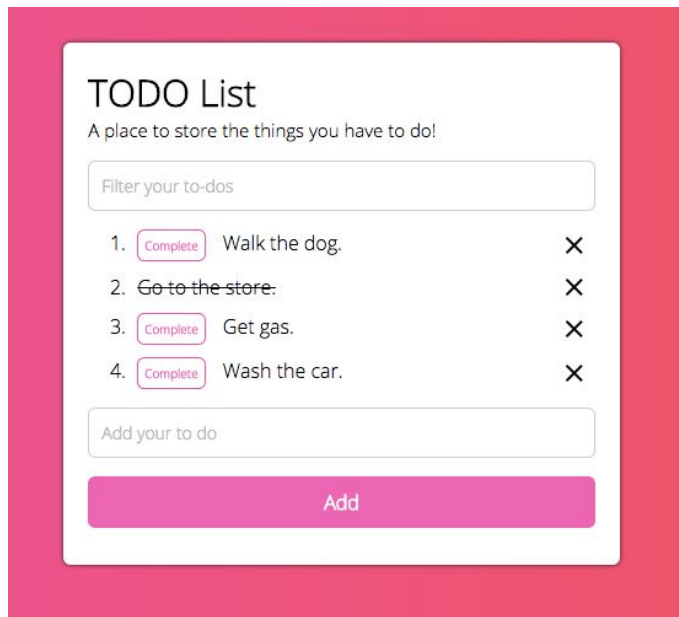 TODO List
A place to store the things you have to do!
Filter your to-dos
1. Complete Walk the dog. ×
2. Go to the store. ×
3. Complete Get gas. ×
4. Complete Wash the car. ×
Add your to do
Add